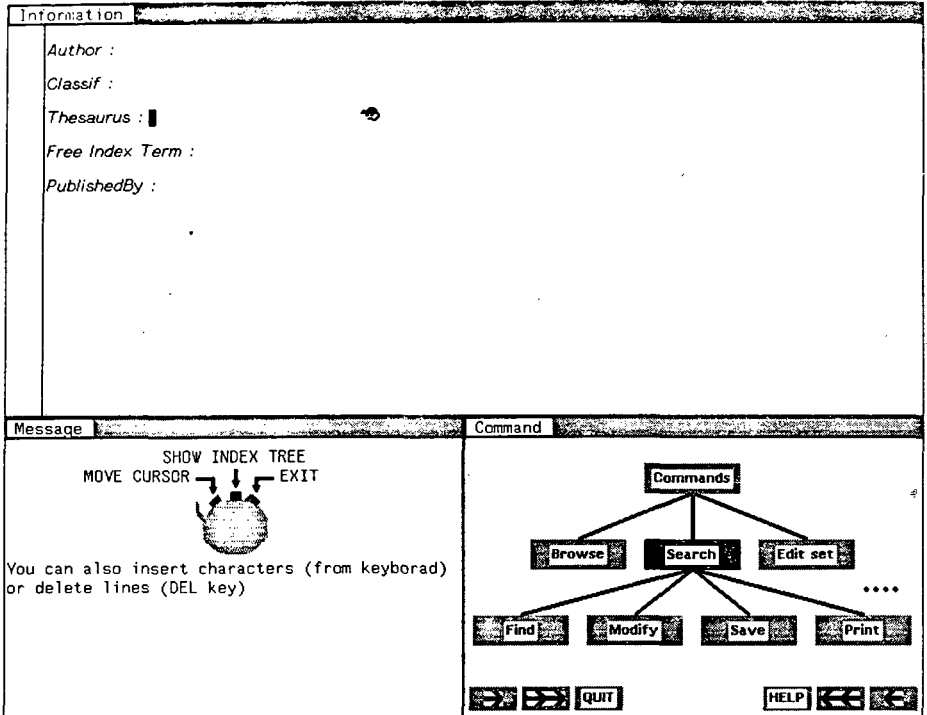 Information
Author :
Classif :
Thesaurus :
Free Index Term :
PublishedBy :
Message
SHOW INDEX TREE
MOVE CURSOR
EXIT
You can also insert characters (from keyborad)
or delete lines (DEL key)
Command
Commands
Browse
Search
Edit set
....
Find
Modify
Save
Print
QUIT
HELP